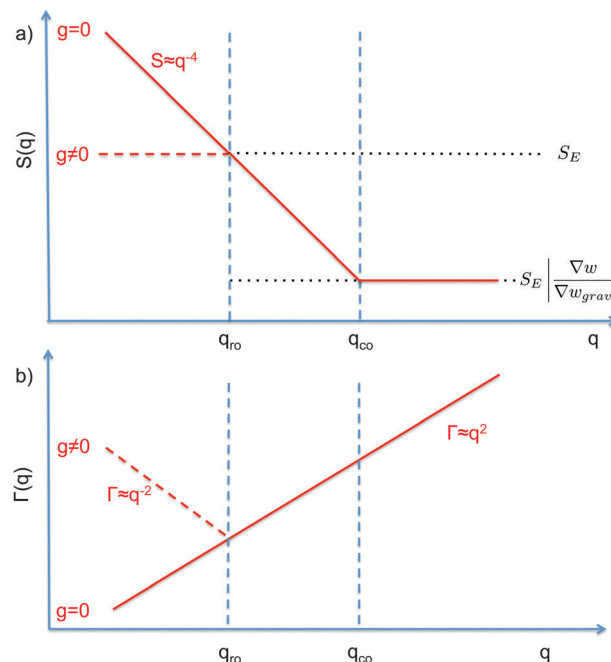 a)
g=0
S≈q-4
S(q)
g≠0
S_E
S_E | ∇w
∇w_grav
q_ro
q_co
q
b)
g≠0
Γ≈q-2
Γ≈q2
Γ(q)
g=0
q_ro
q_co
q